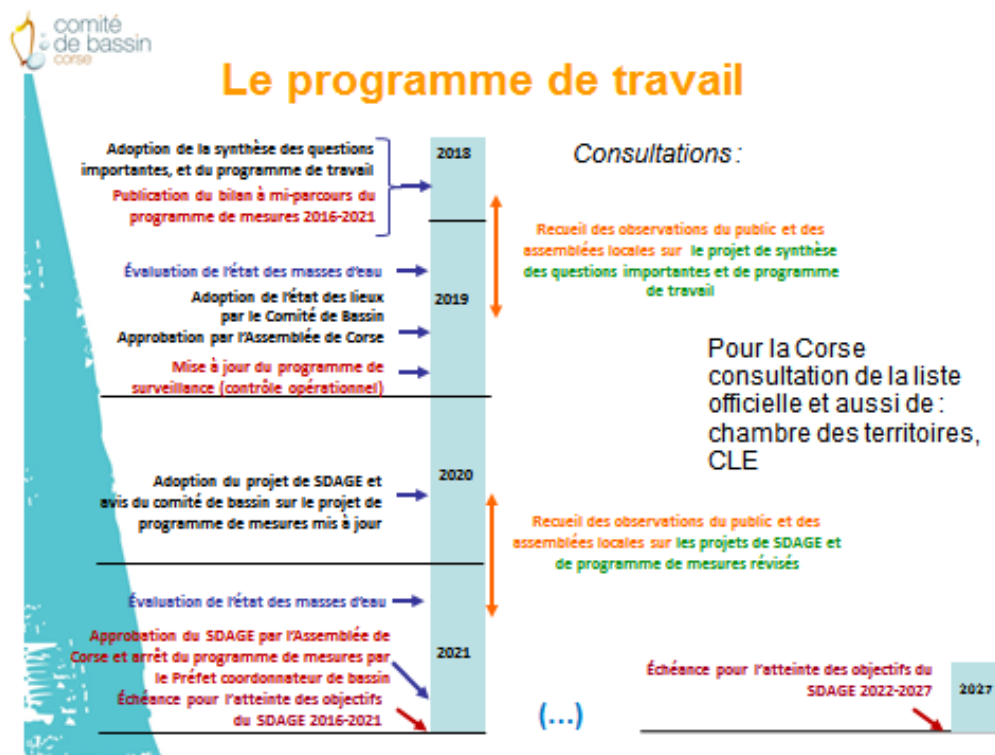 comité
de bassin
corse
Le programme de travail
Adoption de la synthèse des questions
importantes, et du programme de travail
Publication du bilan à mi-parcours du
programme de mesures 2016-2021
2018
Consultations :
Recueil des observations du public et des
assemblées locales sur le projet de synthèse
des questions importantes et de programme
de travail
Évaluation de l'état des masses d'eau
Adoption de l'état des lieux
par le Comité de Bassin
Approbation par l'Assemblée de Corse
2019
Mise à jour du programme de
surveillance (contrôle opérationnel)
Pour la Corse
consultation de la liste
officielle et aussi de :
chambre des territoires,
CLE
Adoption du projet de SDAGE et
avis du comité de bassin sur le projet de
programme de mesures mis à jour
2020
Recueil des observations du public et des
assemblées locales sur les projets de SDAGE et
de programme de mesures révisés
Évaluation de l'état des masses d'eau
Approbation du SDAGE par l'Assemblée de
Corse et arrêt du programme de mesures par
le Préfet coordonnateur de bassin
2021
Échéance pour l'atteinte des objectifs
du SDAGE 2016-2021
(...)
Échéance pour l'atteinte des objectifs du
SDAGE 2022-2027
2027